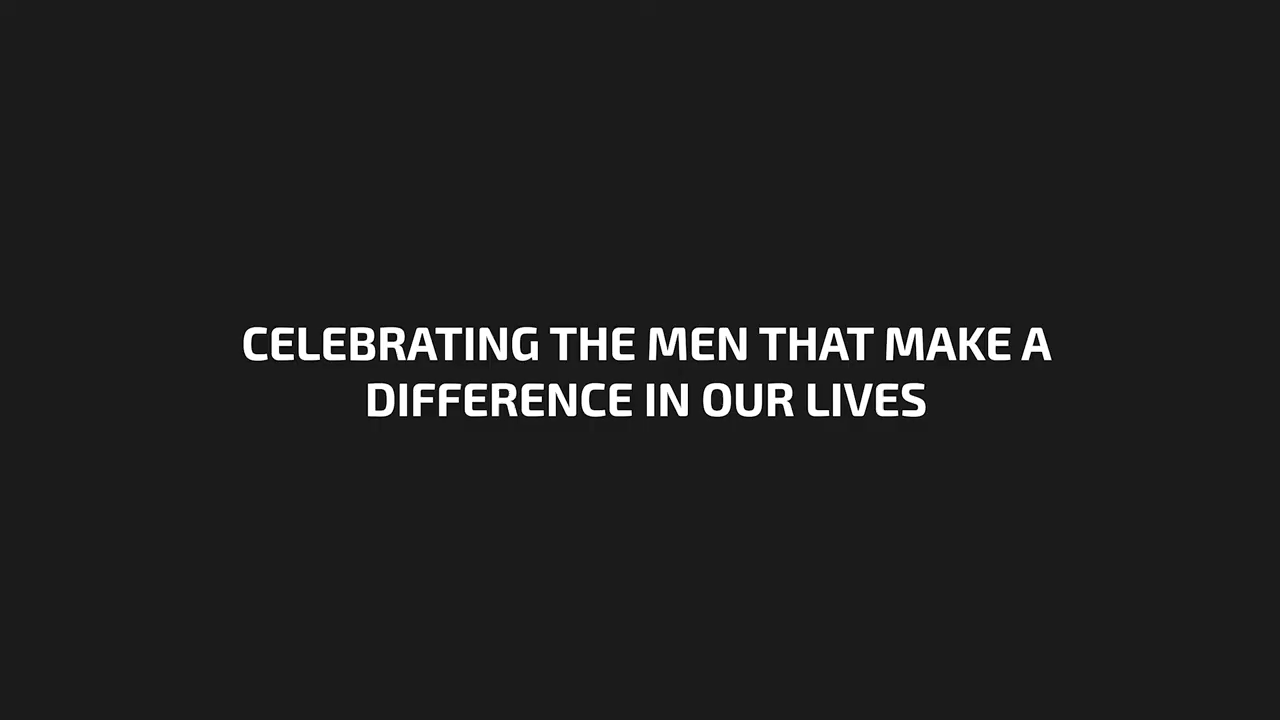 CELEBRATING THE MEN THAT MAKE A
DIFFERENCE IN OUR LIVES